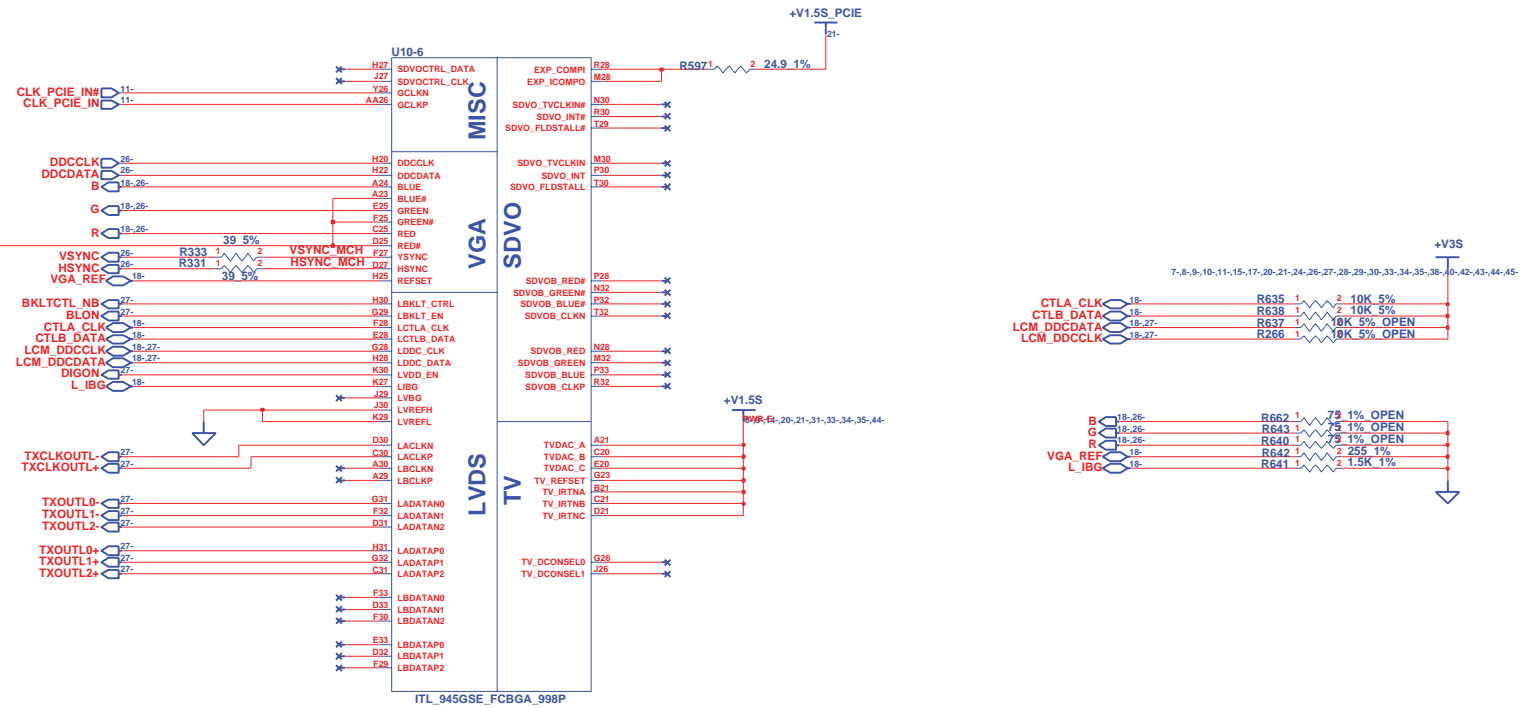 +V1.5S_PCIE
21-
U10-6
H27 SDVOCTRL_DATA EXP_COMPI R28 R597 1 2 24.9_1%
J27 SDVOCTRL_CLK EXP_ICOMPO M28
CLK_PCIE_IN# 11- Y26 GCLKN
CLK_PCIE_IN 11- AA26 GCLKP SDVO_TVCLKIN# N30
MISC
SDVO_INT# R30
SDVO_FLDSTALL# T29
DDCCLK 26- H20 DDCCLK SDVO_TVCLKIN M30
DDCDATA 26- H22 DDCDATA SDVO_INT P30
B 18-,26- A24 BLUE SDVO_FLDSTALL T30
A23 BLUE#
G 18-,26- E25 GREEN
F25 GREEN#
R 18-,26- C25 RED
D25 RED#
VGA SDVO
VSYNC 26- R333 1 39_5% 2 VSYNC_MCH F27 YSYNC
HSYNC 26- R331 1 39_5% 2 HSYNC_MCH D27 HSYNC
VGA_REF 18- H25 REFSET SDVOB_RED# P28
SDVOB_GREEN# N32
BKLTCTL_NB 27- H30 LBKLT_CTRL SDVOB_BLUE# P32
BLON 27- G29 LBKLT_EN SDVOB_CLKN T32
CTLA_CLK 18- F28 LCTLA_CLK
CTLB_DATA 18- E28 LCTLB_DATA
LCM_DDCCLK 18-,27- G28 LDDC_CLK SDVOB_RED N28
LCM_DDCDATA 18-,27- H28 LDDC_DATA SDVOB_GREEN M32
DIGON 27- K30 LVDD_EN SDVOB_BLUE P33
L_IBG 18- K27 LIBG SDVOB_CLKP R32
J29 LVBG
J30 LVREFH
K29 LVREFL
+V1.5S
TXCLKOUTL- 27- D30 LACLKN TVDAC_A A21
TXCLKOUTL+ 27- C30 LACLKP TVDAC_B C20
A30 LBCLKN TVDAC_C E20
A29 LBCLKP TV_REFSET G23
LVDS TV
TV_IRTNA B21
TXOUTL0- 27- G31 LADATAN0 TV_IRTNB C21
TXOUTL1- 27- F32 LADATAN1 TV_IRTNC D21
TXOUTL2- 27- D31 LADATAN2
TXOUTL0+ 27- H31 LADATAP0
TXOUTL1+ 27- G32 LADATAP1 TV_DCONSEL0 G26
TXOUTL2+ 27- C31 LADATAP2 TV_DCONSEL1 J26
F33 LBDATAN0
D33 LBDATAN1
F30 LBDATAN2
E33 LBDATAP0
D32 LBDATAP1
F29 LBDATAP2
ITL_945GSE_FCBGA_998P
+V3S
7-,8-,9-,10-,11-,15-,17-,20-,21-,24-,26-,27-,28-,29-,30-,33-,34-,35-,38-,40-,42-,43-,44-,45-
CTLA_CLK 18- R635 1 2 10K_5%
CTLB_DATA 18- R638 1 2 10K_5%
LCM_DDCDATA 18-,27- R637 1 2 10K_5%_OPEN
LCM_DDCCLK 18-,27- R266 1 2 10K_5%_OPEN
B 18-,26- R662 1 2 75_1%_OPEN
G 18-,26- R643 1 2 75_1%_OPEN
R 18-,26- R640 1 2 75_1%_OPEN
VGA_REF 18- R642 1 2 255_1%
L_IBG 18- R641 1 2 1.5K_1%